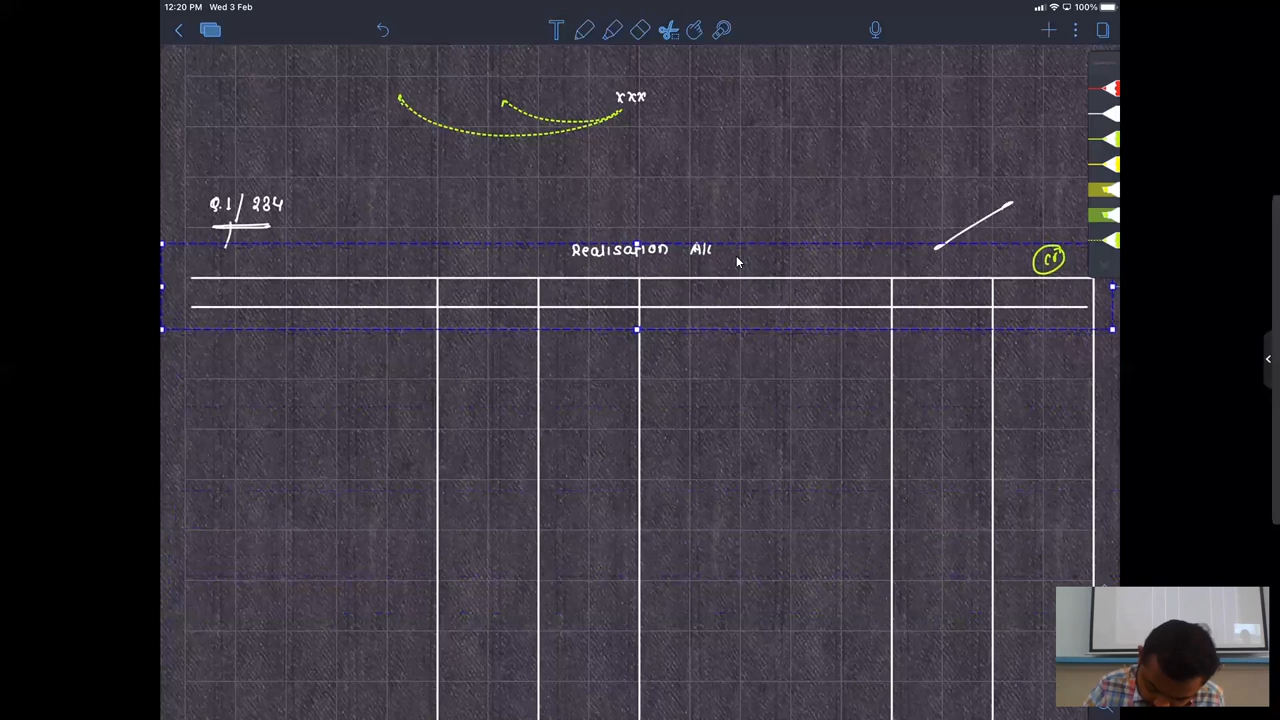 12:20 PM Wed 3 Feb
100%
xxx
Q.1 / 234
Realisation A/c
Cr